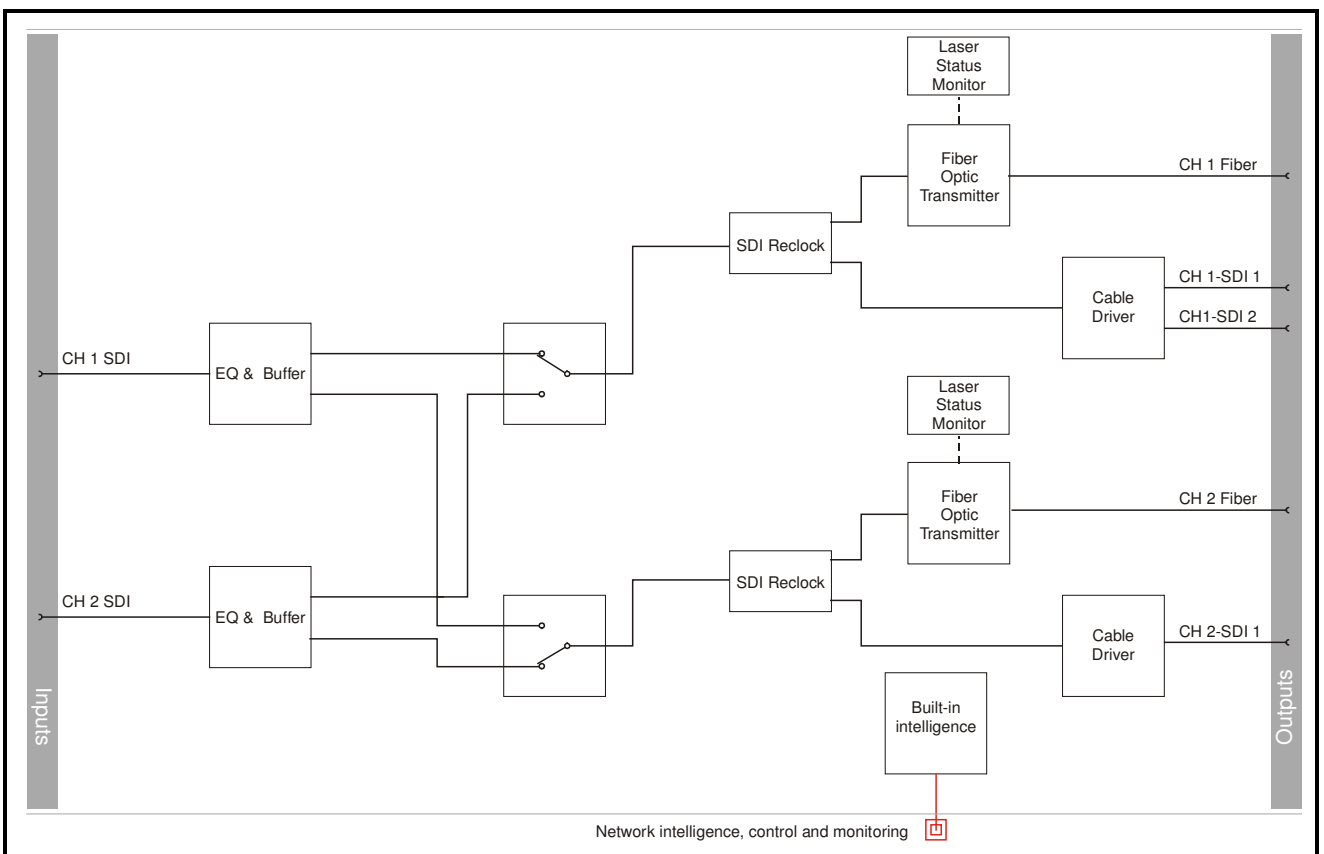 Laser
Status
Monitor
Fiber
Optic
Transmitter
CH 1 Fiber
SDI Reclock
CH 1-SDI 1
Cable
Driver
CH1-SDI 2
CH 1 SDI
EQ &  Buffer
Laser
Status
Monitor
Fiber
Optic
Transmitter
CH 2 Fiber
SDI Reclock
CH 2 SDI
EQ &  Buffer
Cable
Driver
CH 2-SDI 1
Inputs
Built-in
intelligence
Outputs
Network intelligence, control and monitoring